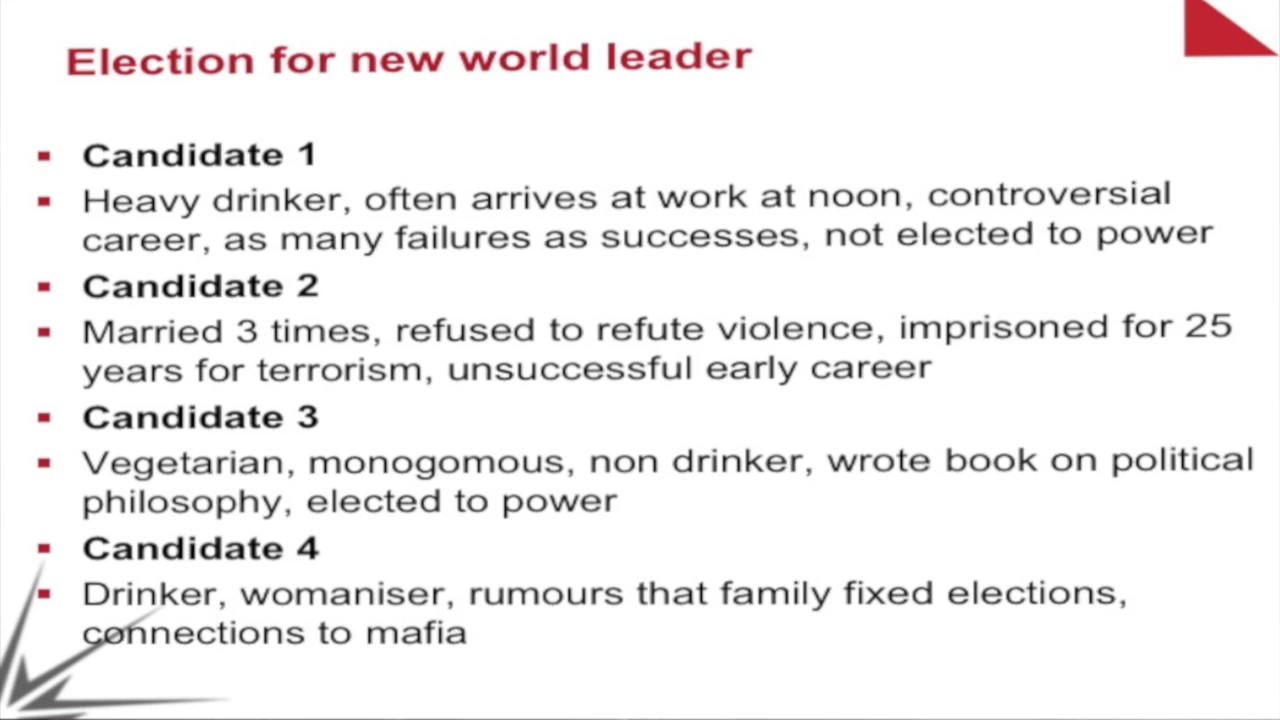 Election for new world leader
Candidate 1
Heavy drinker, often arrives at work at noon, controversial
career, as many failures as successes, not elected to power
Candidate 2
Married 3 times, refused to refute violence, imprisoned for 25
years for terrorism, unsuccessful early career
Candidate 3
Vegetarian, monogomous, non drinker, wrote book on political
philosophy, elected to power
Candidate 4
Drinker, womaniser, rumours that family fixed elections,
connections to mafia